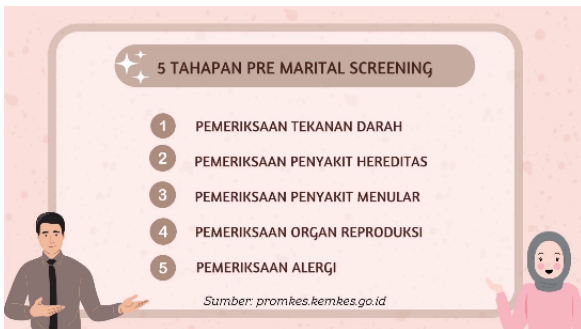 5 TAHAPAN PRE MARITAL SCREENING
1 PEMERIKSAAN TEKANAN DARAH
2 PEMERIKSAAN PENYAKIT HEREDITAS
3 PEMERIKSAAN PENYAKIT MENULAR
4 PEMERIKSAAN ORGAN REPRODUKSI
5 PEMERIKSAAN ALERGI
Sumber: promkes.kemkes.go.id